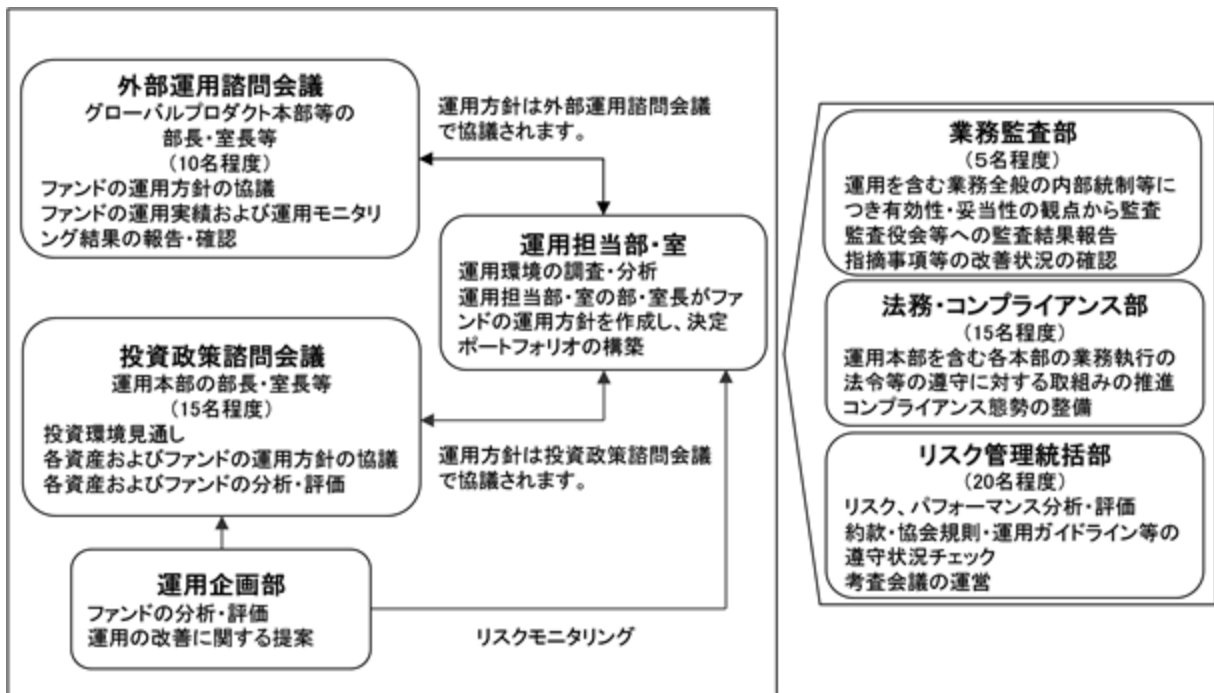 外部運用諮問会議
グローバルプロダクト本部等の
部長・室長等
（10名程度）
ファンドの運用方針の協議
ファンドの運用実績および運用モニタリ
ング結果の報告・確認
運用方針は外部運用諮問会議
で協議されます。
運用担当部・室
運用環境の調査・分析
運用担当部・室の部・室長がファ
ンドの運用方針を作成し、決定
ポートフォリオの構築
投資政策諮問会議
運用本部の部長・室長等
（15名程度）
投資環境見通し
各資産およびファンドの運用方針の協議
各資産およびファンドの分析・評価
運用方針は投資政策諮問会議
で協議されます。
運用企画部
ファンドの分析・評価
運用の改善に関する提案
リスクモニタリング
業務監査部
（5名程度）
運用を含む業務全般の内部統制等に
つき有効性・妥当性の観点から監査
監査役会等への監査結果報告
指摘事項等の改善状況の確認
法務・コンプライアンス部
（15名程度）
運用本部を含む各本部の業務執行の
法令等の遵守に対する取組みの推進
コンプライアンス態勢の整備
リスク管理統括部
（20名程度）
リスク、パフォーマンス分析・評価
約款・協会規則・運用ガイドライン等の
遵守状況チェック
考査会議の運営